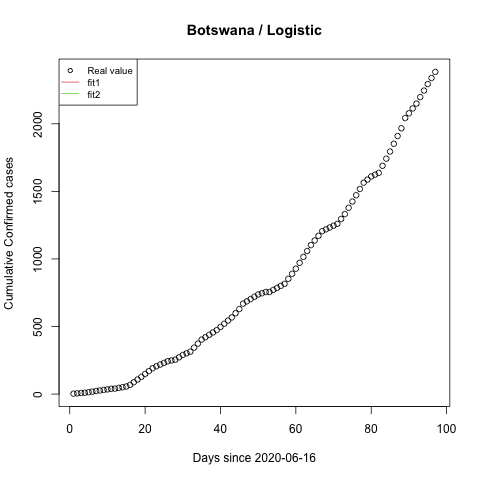 Botswana / Logistic
Real value
fit1
fit2
Cumulative Confirmed cases
2000
1500
1000
500
0
0 20 40 60 80 100
Days since 2020-06-16